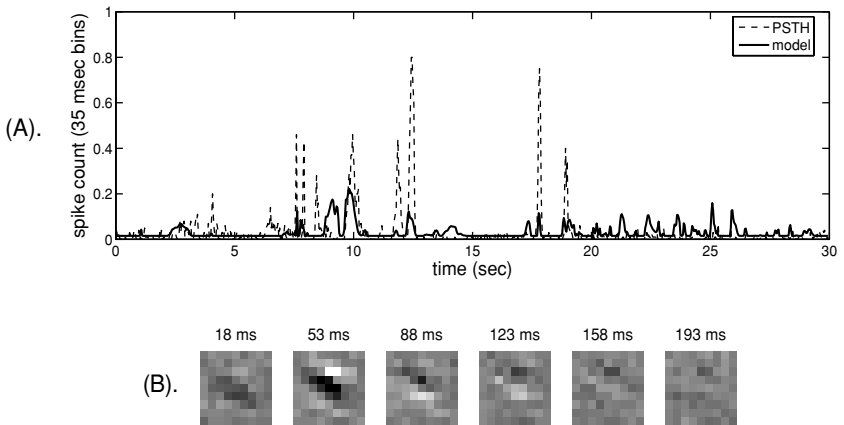 (A).
spike count (35 msec bins)
1
0.8
0.6
0.4
0.2
0
0 5 10 15 20 25 30
time (sec)
PSTH
model
(B).
18 ms 53 ms 88 ms 123 ms 158 ms 193 ms